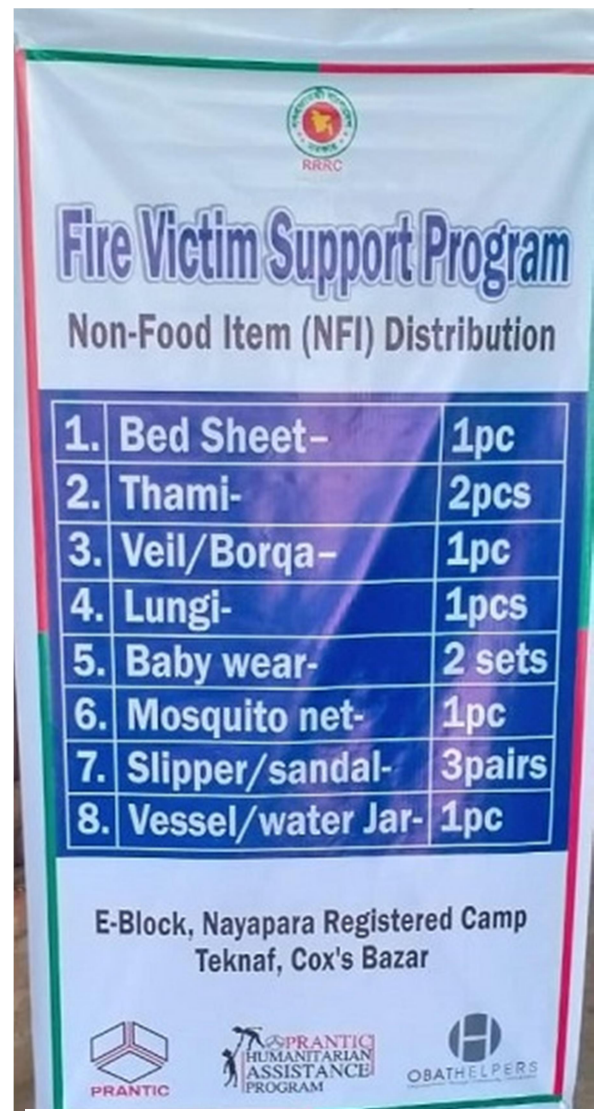 RRRC
Fire Victim Support Program
Non-Food Item (NFI) Distribution
1. Bed Sheet– 1pc
2. Thami- 2pcs
3. Veil/Borqa– 1pc
4. Lungi- 1pcs
5. Baby wear- 2 sets
6. Mosquito net- 1pc
7. Slipper/sandal- 3pairs
8. Vessel/water Jar- 1pc
E-Block, Nayapara Registered Camp
Teknaf, Cox's Bazar
PRANTIC
PRANTIC
HUMANITARIAN
ASSISTANCE
PROGRAM
OBATHELPERS